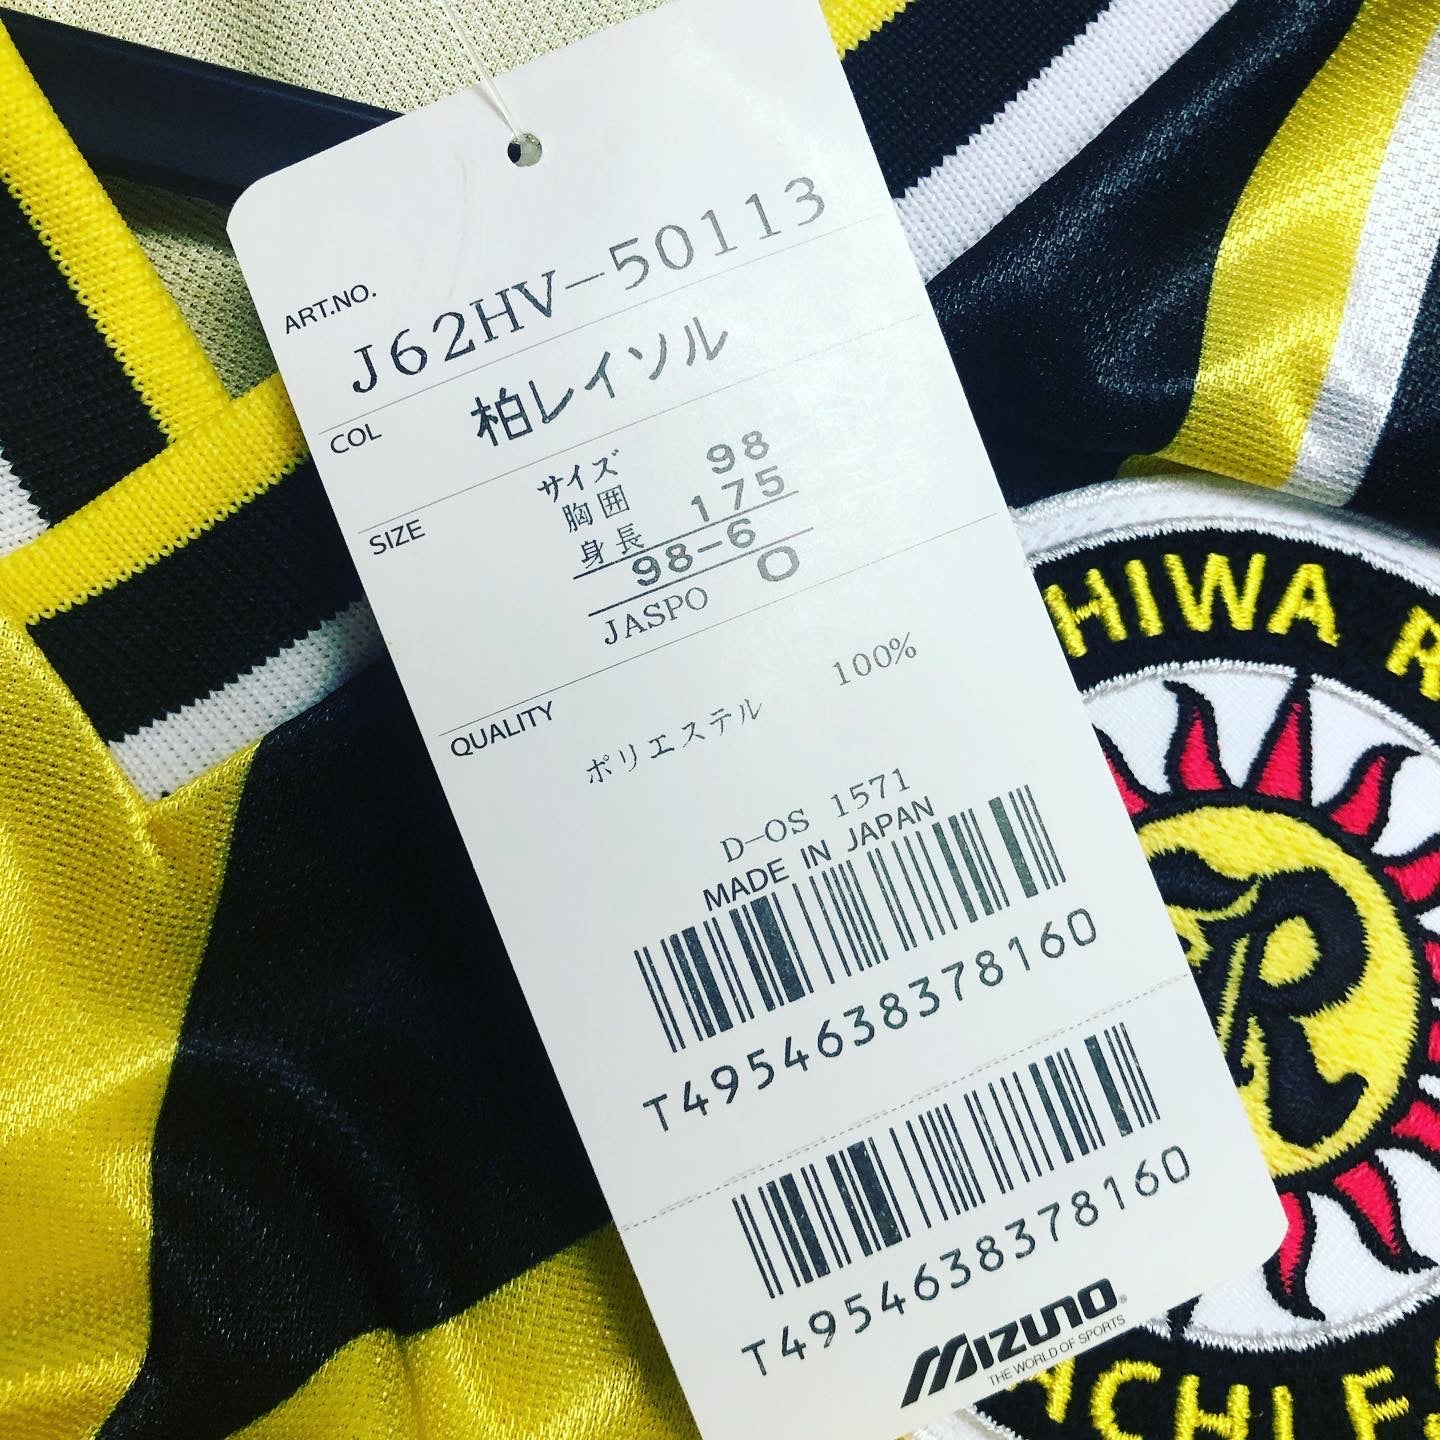 ART.NO.
J62HV-50113
COL
柏レイソル
SIZE
サイズ 98
胸囲 175
身長
98-6
JASPO O
QUALITY
ポリエステル 100%
D-OS 1571
MADE IN JAPAN
T4954638378160
T4954638378160
MIZUNO
THE WORLD OF SPORTS
HIWA R
R
ACHI E